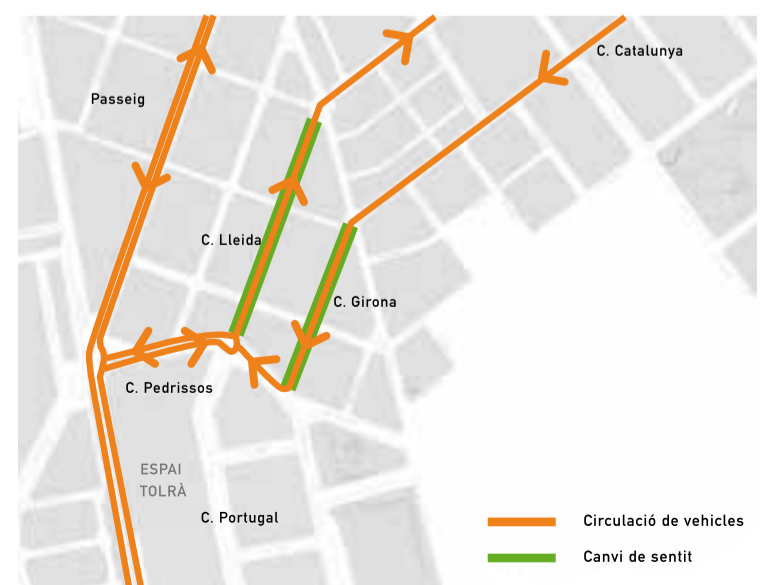 C. Catalunya
Passeig
C. Lleida
C. Girona
C. Pedrissos
ESPAI
TOLRÀ
C. Portugal
Circulació de vehicles
Canvi de sentit